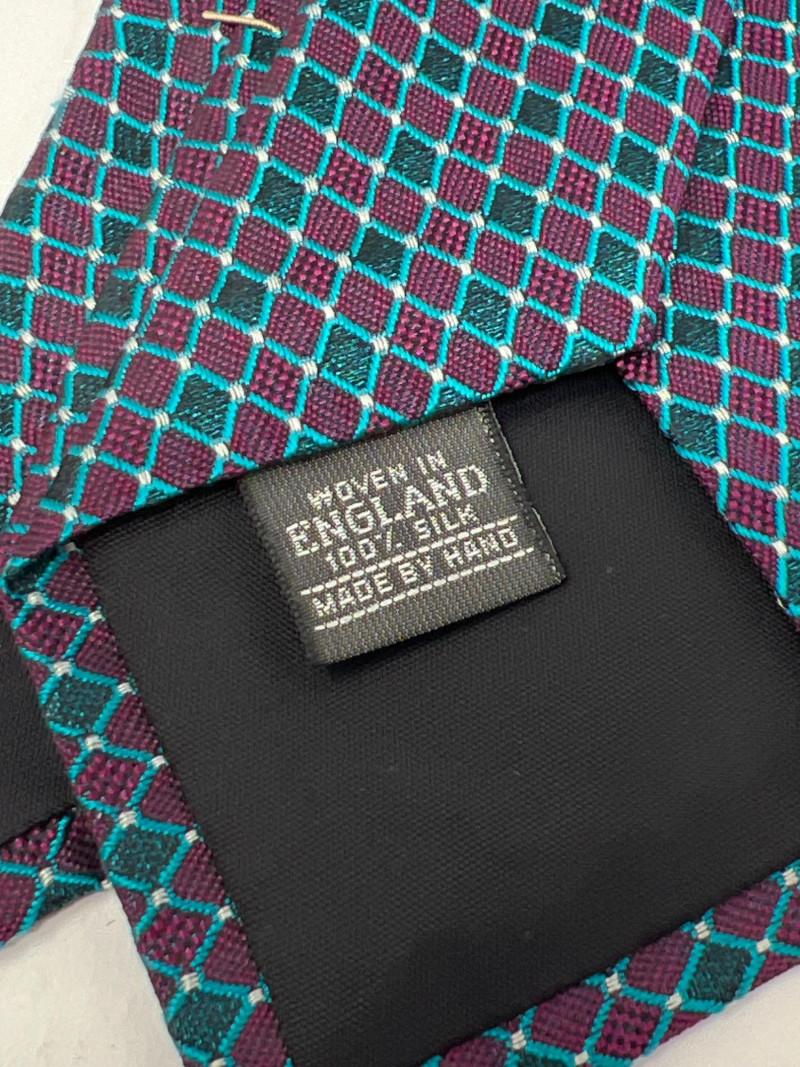 WOVEN IN
ENGLAND
100% SILK
MADE BY HAND